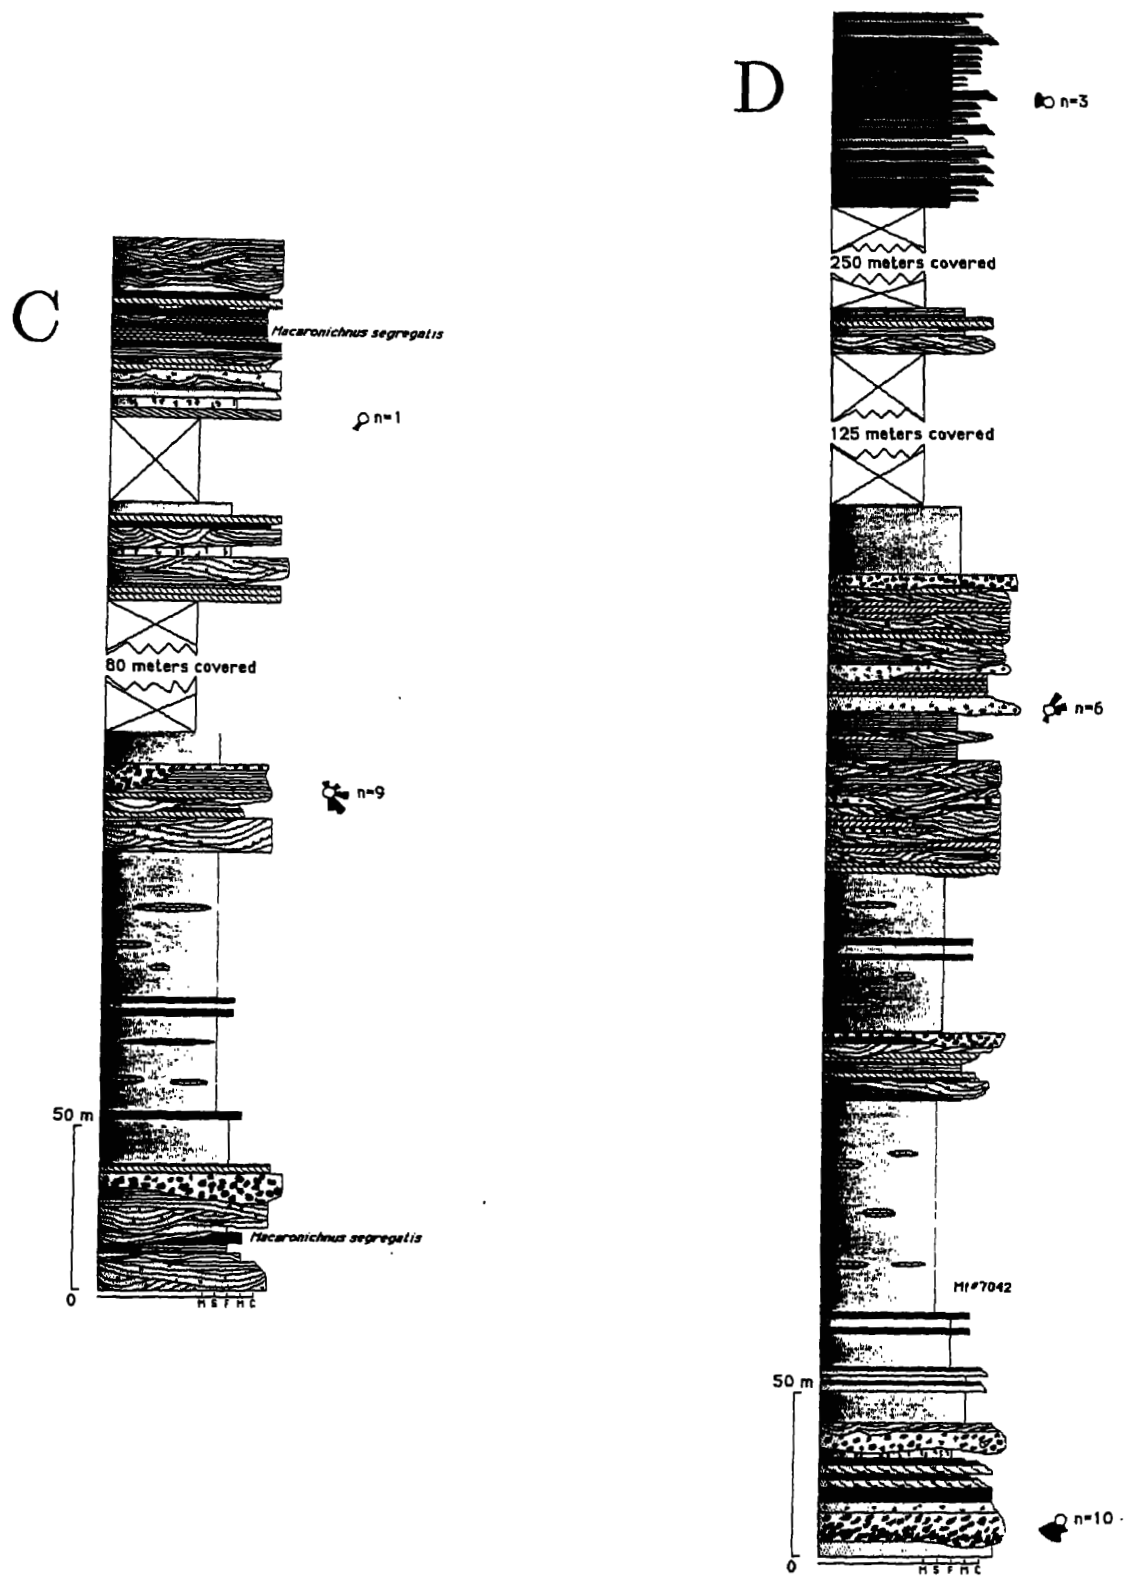 C
Macaronichnus segregatis
n=1
80 meters covered
n=9
50 m
Macaronichnus segregatis
0
M S F M C
D
n=3
250 meters covered
125 meters covered
n=6
Mf#7042
50 m
n=10
0
M S F M C